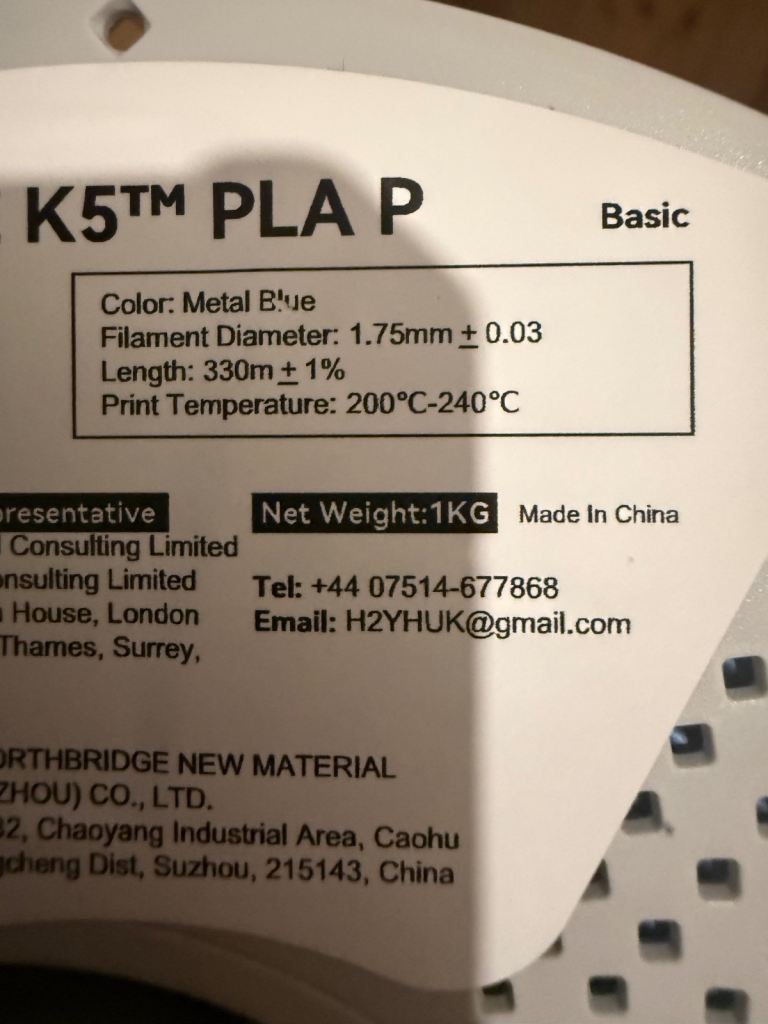 K5™ PLA P
Basic
Color: Metal Blue
Filament Diameter: 1.75mm ± 0.03
Length: 330m ± 1%
Print Temperature: 200℃-240℃
presentative
Net Weight:1KG
Made In China
Consulting Limited
onsulting Limited
House, London
Thames, Surrey,
Tel: +44 07514-677868
Email: H2YHUK@gmail.com
ORTHBRIDGE NEW MATERIAL
ZHOU) CO., LTD.
32, Chaoyang Industrial Area, Caohu
gcheng Dist, Suzhou, 215143, China